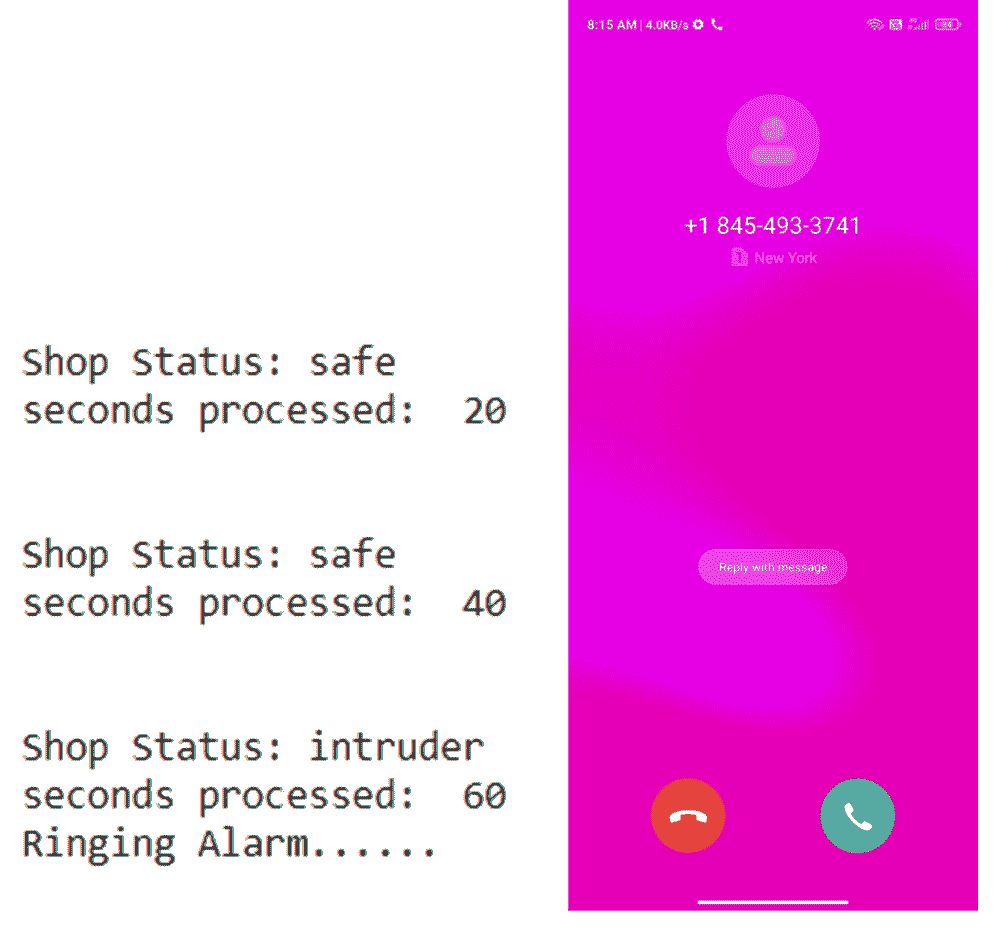 Shop Status: safe
seconds processed:  20
Shop Status: safe
seconds processed:  40
Shop Status: intruder
seconds processed:  60
Ringing Alarm......
8:15 AM | 4.0KB/s
84
+1 845-493-3741
New York
Reply with message